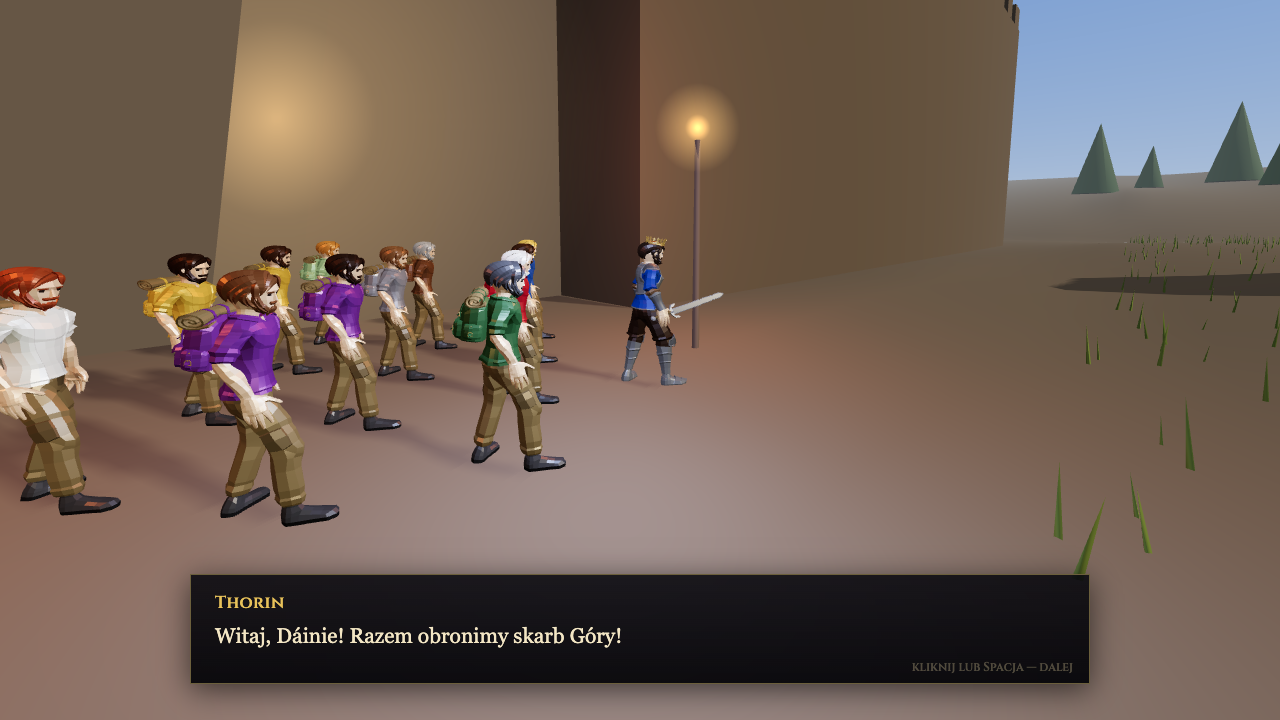 Thorin
Witaj, Dáinie! Razem obronimy skarb Góry!
kliknij lub Spacja — dalej